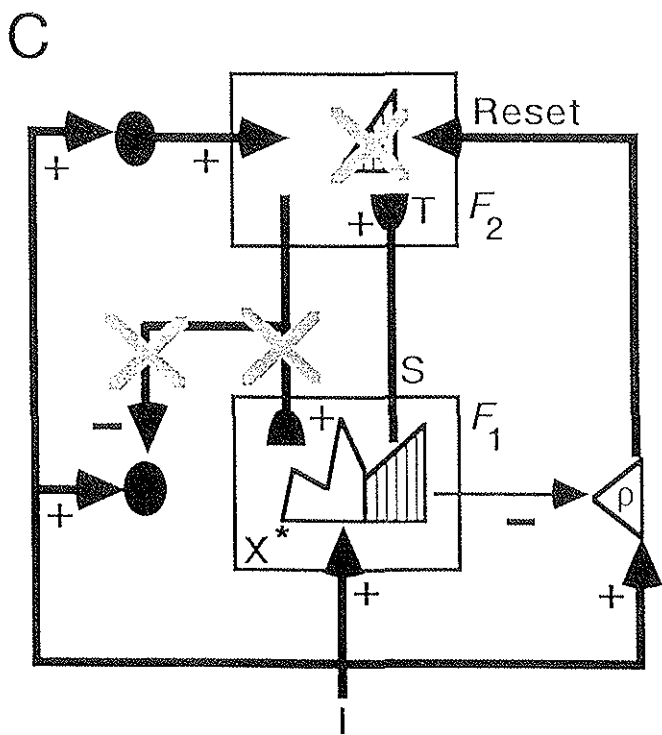 C
Reset
+
+
+
T
F2
S
+
F1
−
+
X*
−
ρ
+
+
I